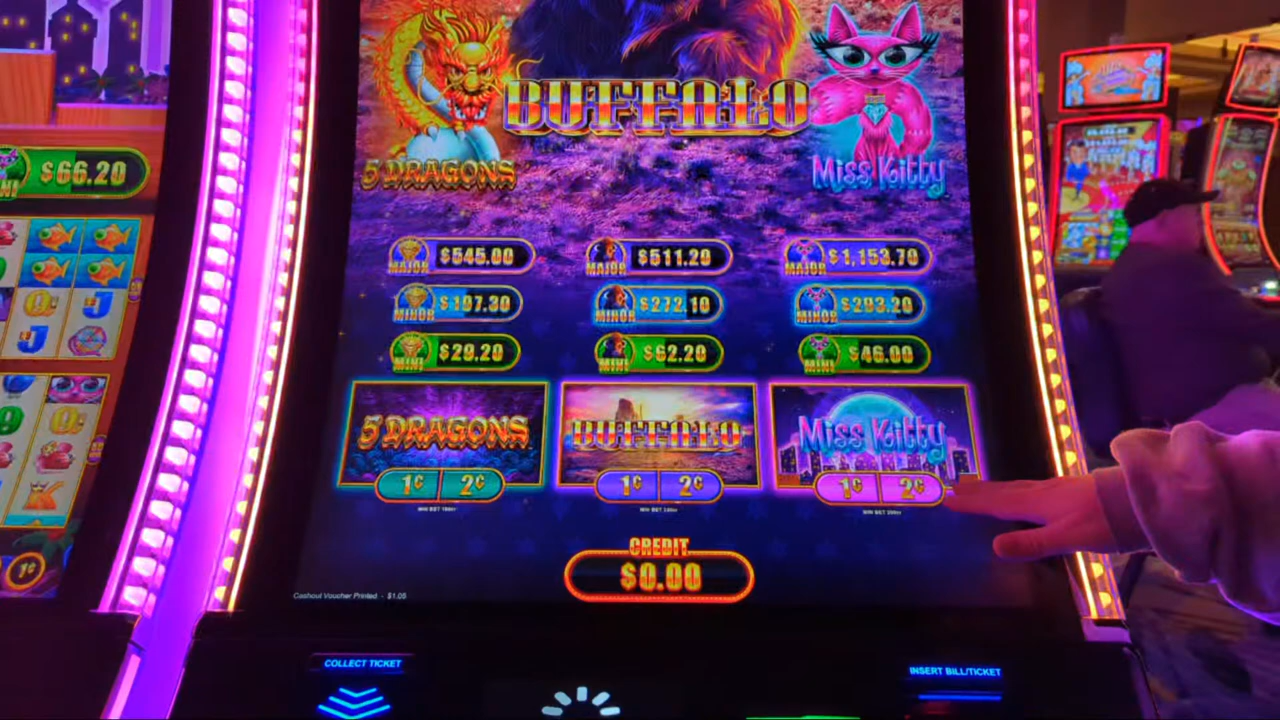 BUFFALO
5 DRAGONS
Miss Kitty
$66.20
MAJOR $545.00
MAJOR $511.20
MAJOR $1,153.70
MINOR $197.30
MINOR $272.10
MINOR $293.20
MINI $29.20
MINI $62.20
MINI $46.00
5 DRAGONS
BUFFALO
Miss Kitty
1¢ 2¢
1¢ 2¢
1¢ 2¢
CREDIT
$0.00
Cashout Voucher Printed - $1.05
COLLECT TICKET
INSERT BILL/TICKET
J
J
1¢